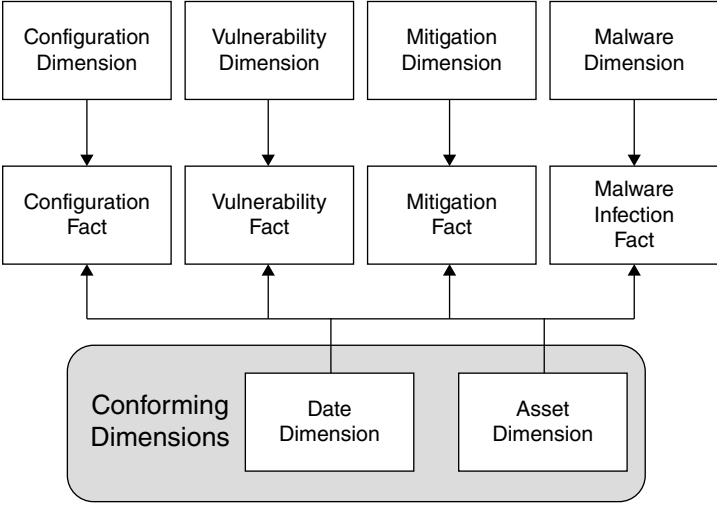 Configuration
Dimension
Vulnerability
Dimension
Mitigation
Dimension
Malware
Dimension
Configuration
Fact
Vulnerability
Fact
Mitigation
Fact
Malware
Infection
Fact
Conforming
Dimensions
Date
Dimension
Asset
Dimension